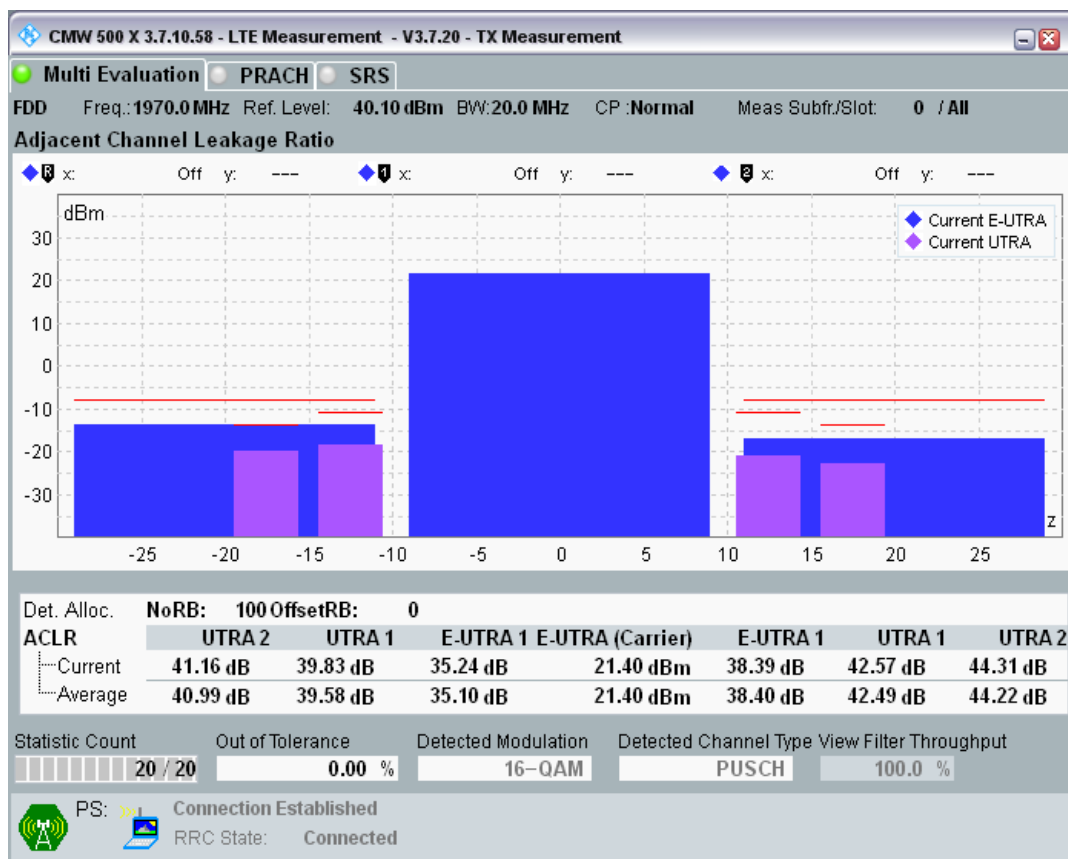 CMW 500 X 3.7.10.58 - LTE Measurement - V3.7.20 - TX Measurement
Multi Evaluation PRACH SRS
FDD Freq.:1970.0 MHz Ref. Level: 40.10 dBm BW:20.0 MHz CP :Normal Meas Subfr./Slot: 0 / All
Adjacent Channel Leakage Ratio
R x: Off y: --- 1 x: Off y: --- 2 x: Off y: ---
dBm
Current E-UTRA
Current UTRA
30
20
10
0
-10
-20
-30
z
-25 -20 -15 -10 -5 0 5 10 15 20 25
Det. Alloc. NoRB: 100 OffsetRB: 0
ACLR UTRA 2 UTRA 1 E-UTRA 1 E-UTRA (Carrier) E-UTRA 1 UTRA 1 UTRA 2
Current 41.16 dB 39.83 dB 35.24 dB 21.40 dBm 38.39 dB 42.57 dB 44.31 dB
Average 40.99 dB 39.58 dB 35.10 dB 21.40 dBm 38.40 dB 42.49 dB 44.22 dB
Statistic Count Out of Tolerance Detected Modulation Detected Channel Type View Filter Throughput
20 / 20 0.00 % 16-QAM PUSCH 100.0 %
PS: Connection Established
RRC State: Connected